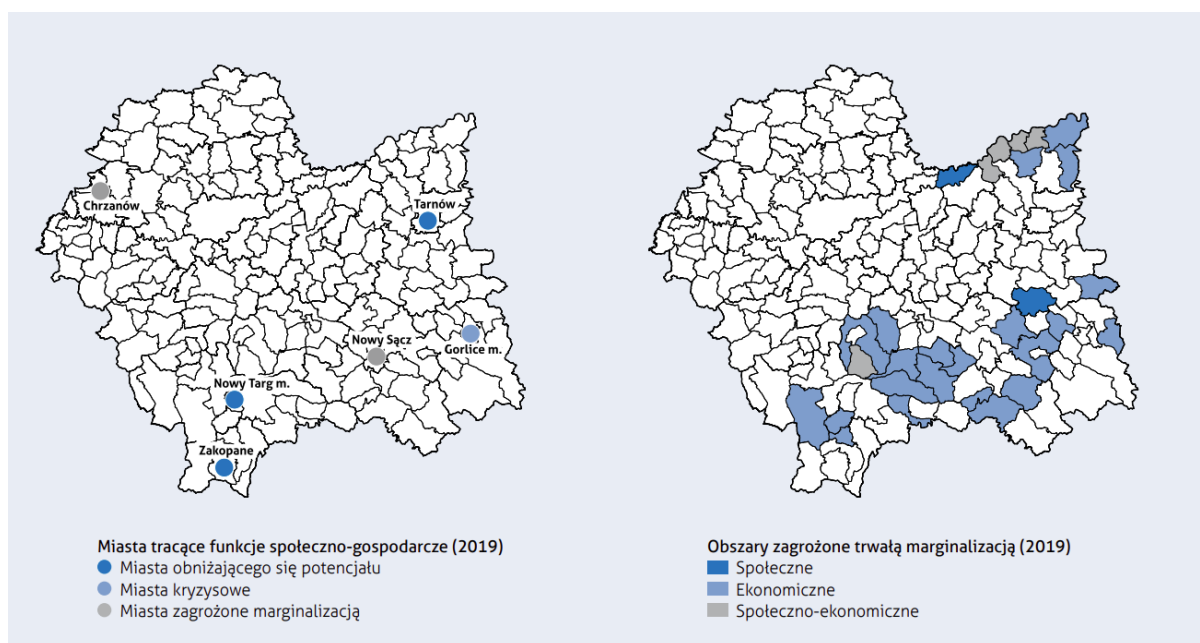 Chrzanów
Tarnów
Nowy Sącz
Gorlice m.
Nowy Targ m.
Zakopane
Miasta tracące funkcje społeczno-gospodarcze (2019)
Miasta obniżającego się potencjału
Miasta kryzysowe
Miasta zagrożone marginalizacją
Obszary zagrożone trwałą marginalizacją (2019)
Społeczne
Ekonomiczne
Społeczno-ekonomiczne